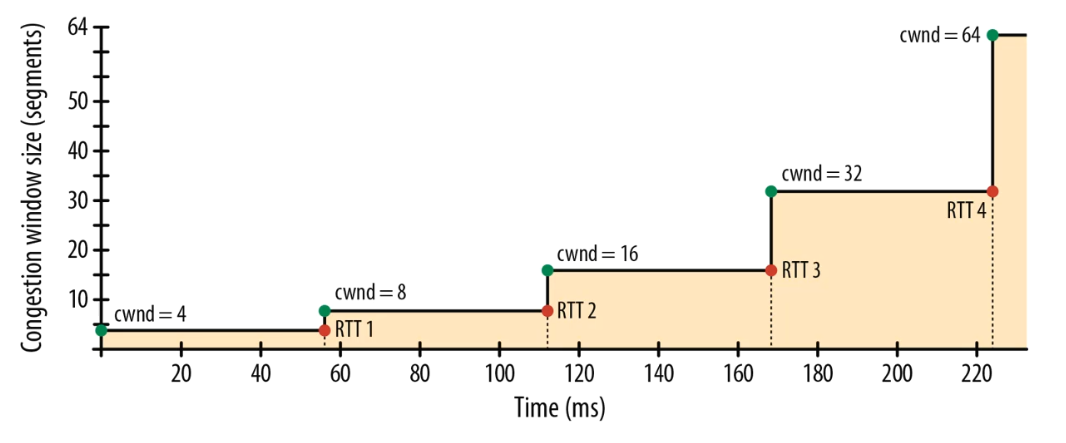 Congestion window size (segments)
64
50
40
30
20
10
cwnd = 4
RTT 1
cwnd = 8
RTT 2
cwnd = 16
RTT 3
cwnd = 32
RTT 4
cwnd = 64
20 40 60 80 100 120 140 160 180 200 220
Time (ms)